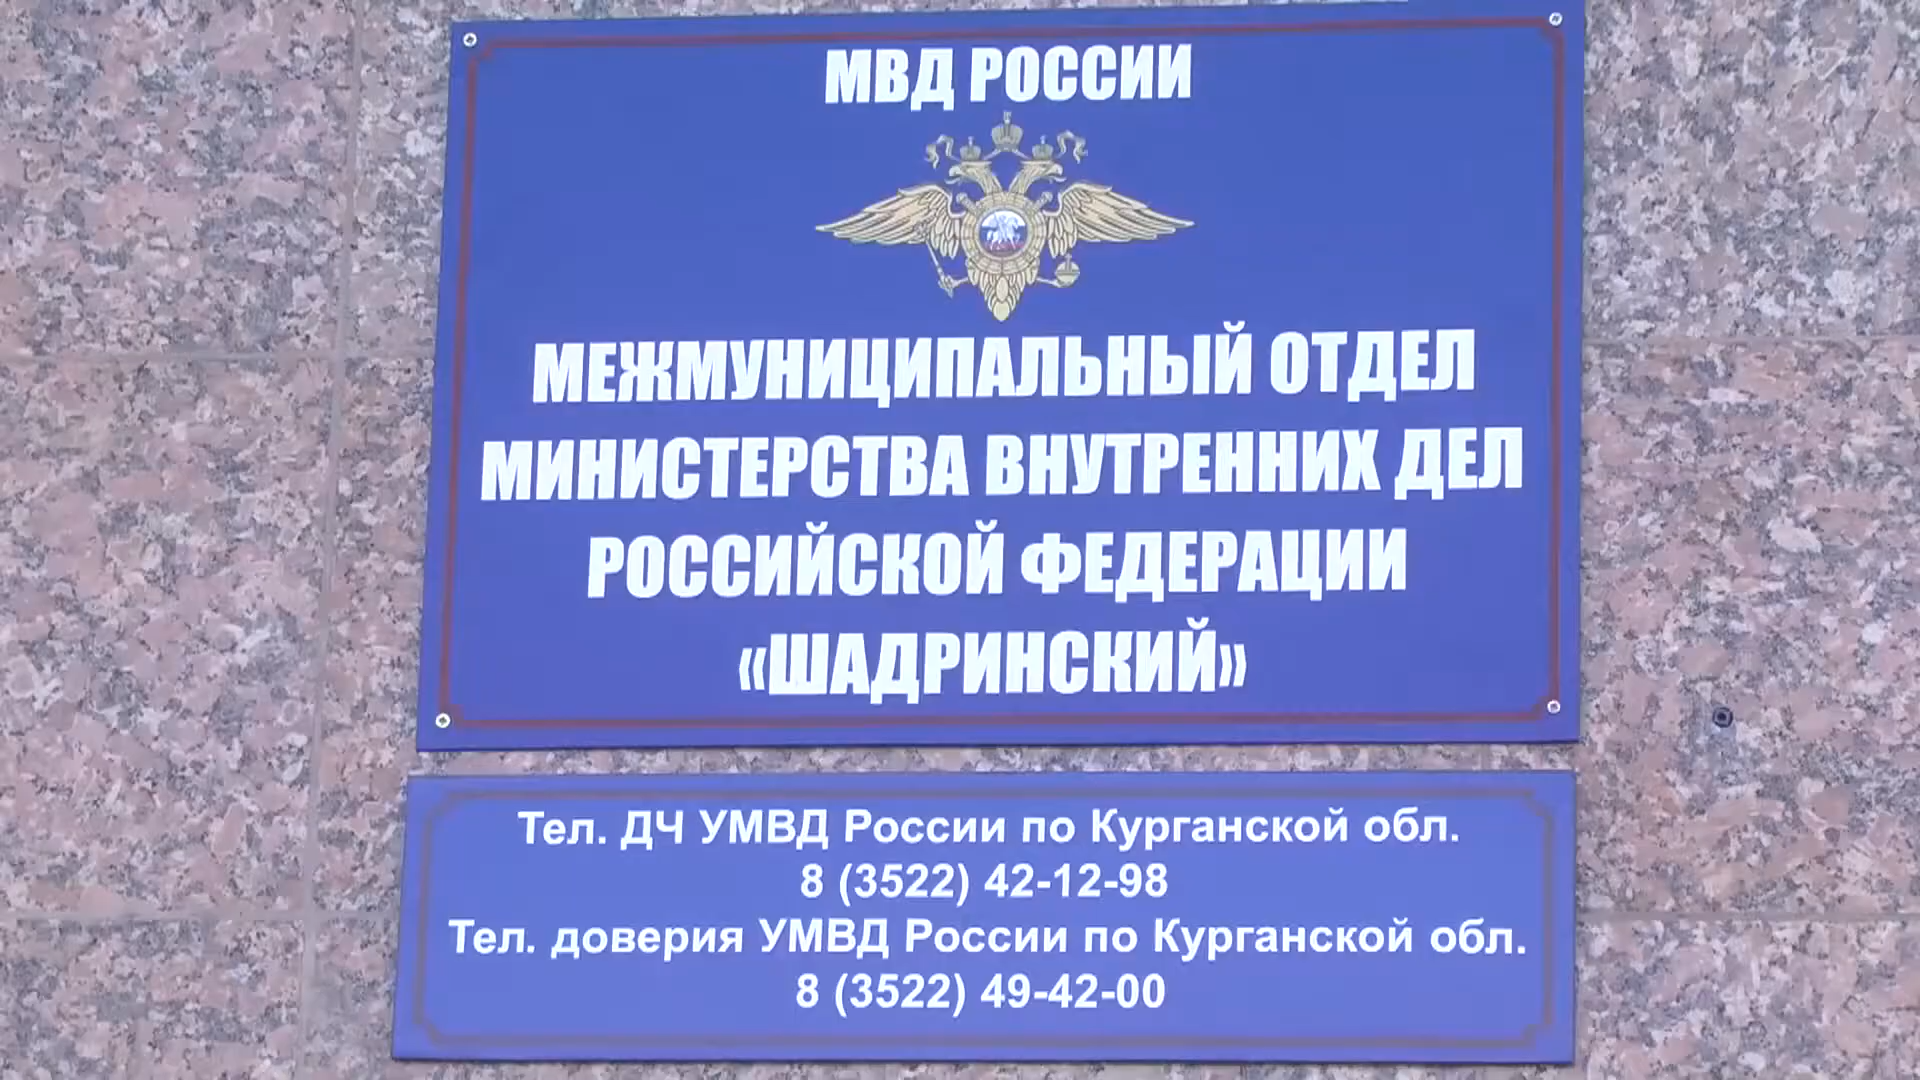 МВД РОССИИ
МЕЖМУНИЦИПАЛЬНЫЙ ОТДЕЛ
МИНИСТЕРСТВА ВНУТРЕННИХ ДЕЛ
РОССИЙСКОЙ ФЕДЕРАЦИИ
«ШАДРИНСКИЙ»
Тел. ДЧ УМВД России по Курганской обл.
8 (3522) 42-12-98
Тел. доверия УМВД России по Курганской обл.
8 (3522) 49-42-00